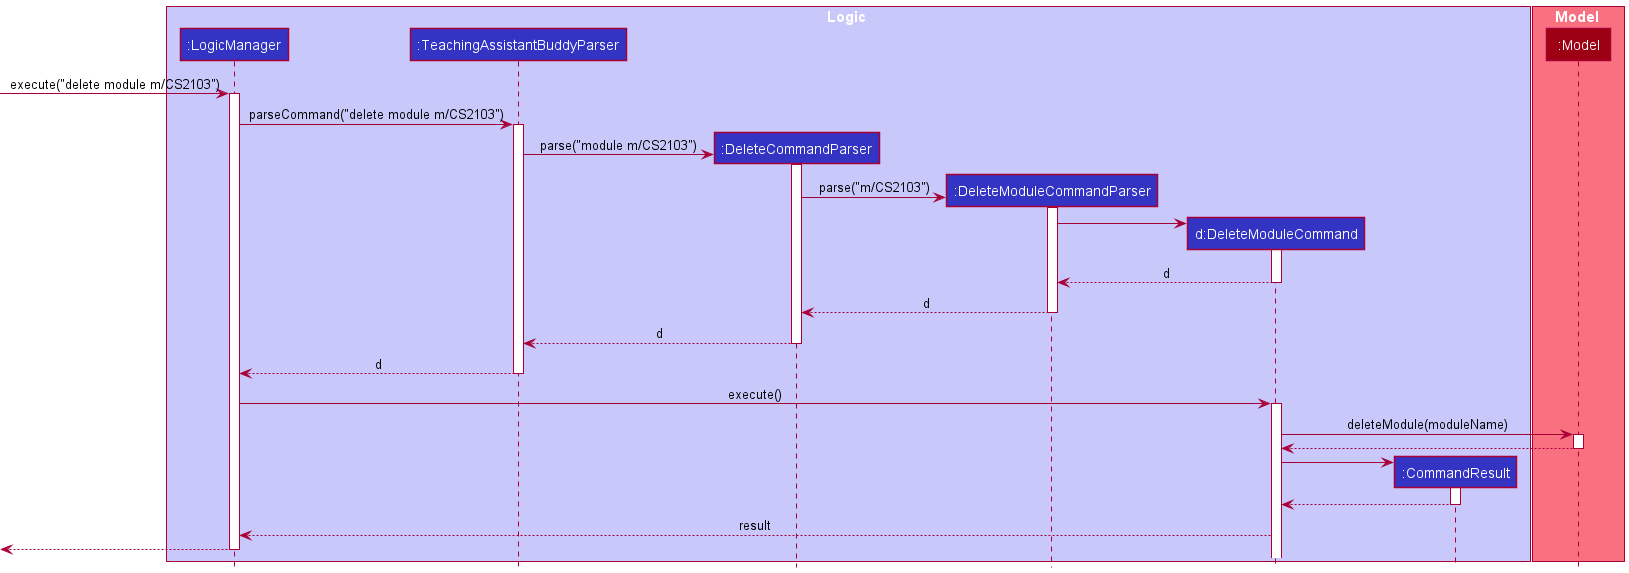 Logic
Model
:LogicManager
:TeachingAssistantBuddyParser
:Model
execute("delete module m/CS2103")
parseCommand("delete module m/CS2103")
parse("module m/CS2103")
:DeleteCommandParser
parse("m/CS2103")
:DeleteModuleCommandParser
d:DeleteModuleCommand
d
d
d
d
execute()
deleteModule(moduleName)
:CommandResult
result